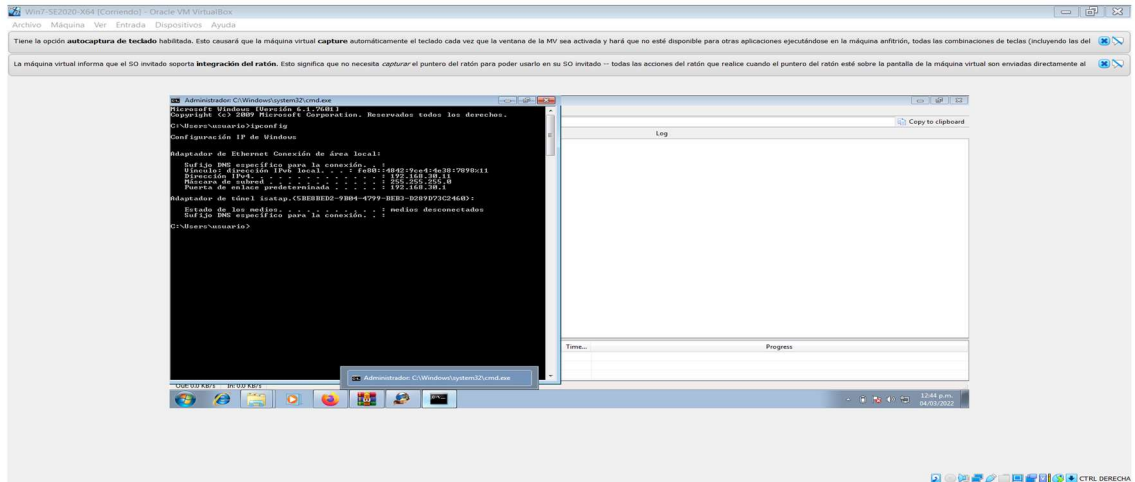 Win7-SE2020-X64 [Corriendo] - Oracle VM VirtualBox
Archivo Máquina Ver Entrada Dispositivos Ayuda
Tiene la opción autocaptura de teclado habilitada. Esto causará que la máquina virtual capture automáticamente el teclado cada vez que la ventana de la MV sea activada y hará que no esté disponible para otras aplicaciones ejecutándose en la máquina anfitrión, todas las combinaciones de teclas (incluyendo las del
La máquina virtual informa que el SO invitado soporta integración del ratón. Esto significa que no necesita capturar el puntero del ratón para poder usarlo en su SO invitado -- todas las acciones del ratón que realice cuando el puntero del ratón esté sobre la pantalla de la máquina virtual son enviadas directamente al
Administrador: C:\Windows\system32\cmd.exe
Microsoft Windows [Versión 6.1.7601]
Copyright (c) 2009 Microsoft Corporation. Reservados todos los derechos.
C:\Users\usuario>ipconfig
Configuración IP de Windows
Adaptador de Ethernet Conexión de área local:
Sufijo DNS específico para la conexión. . :
Vínculo: dirección IPv6 local. . . : fe80::4842:9ce4:4e38:7898%11
Dirección IPv4. . . . . . . . . . . . . . : 192.168.30.11
Máscara de subred . . . . . . . . . . . . : 255.255.255.0
Puerta de enlace predeterminada . . . . . : 192.168.30.1
Adaptador de túnel isatap.{5BEBBED2-9B04-4799-BEB3-D289D73C2460}:
Estado de los medios. . . . . . . . . . . : medios desconectados
Sufijo DNS específico para la conexión. . :
C:\Users\usuario>
Copy to clipboard
Log
Time... Progress
Out: 0.0 KB/s In: 0.0 KB/s
Administrador: C:\Windows\system32\cmd.exe
12:44 p.m.
04/03/2022
CTRL DERECHA